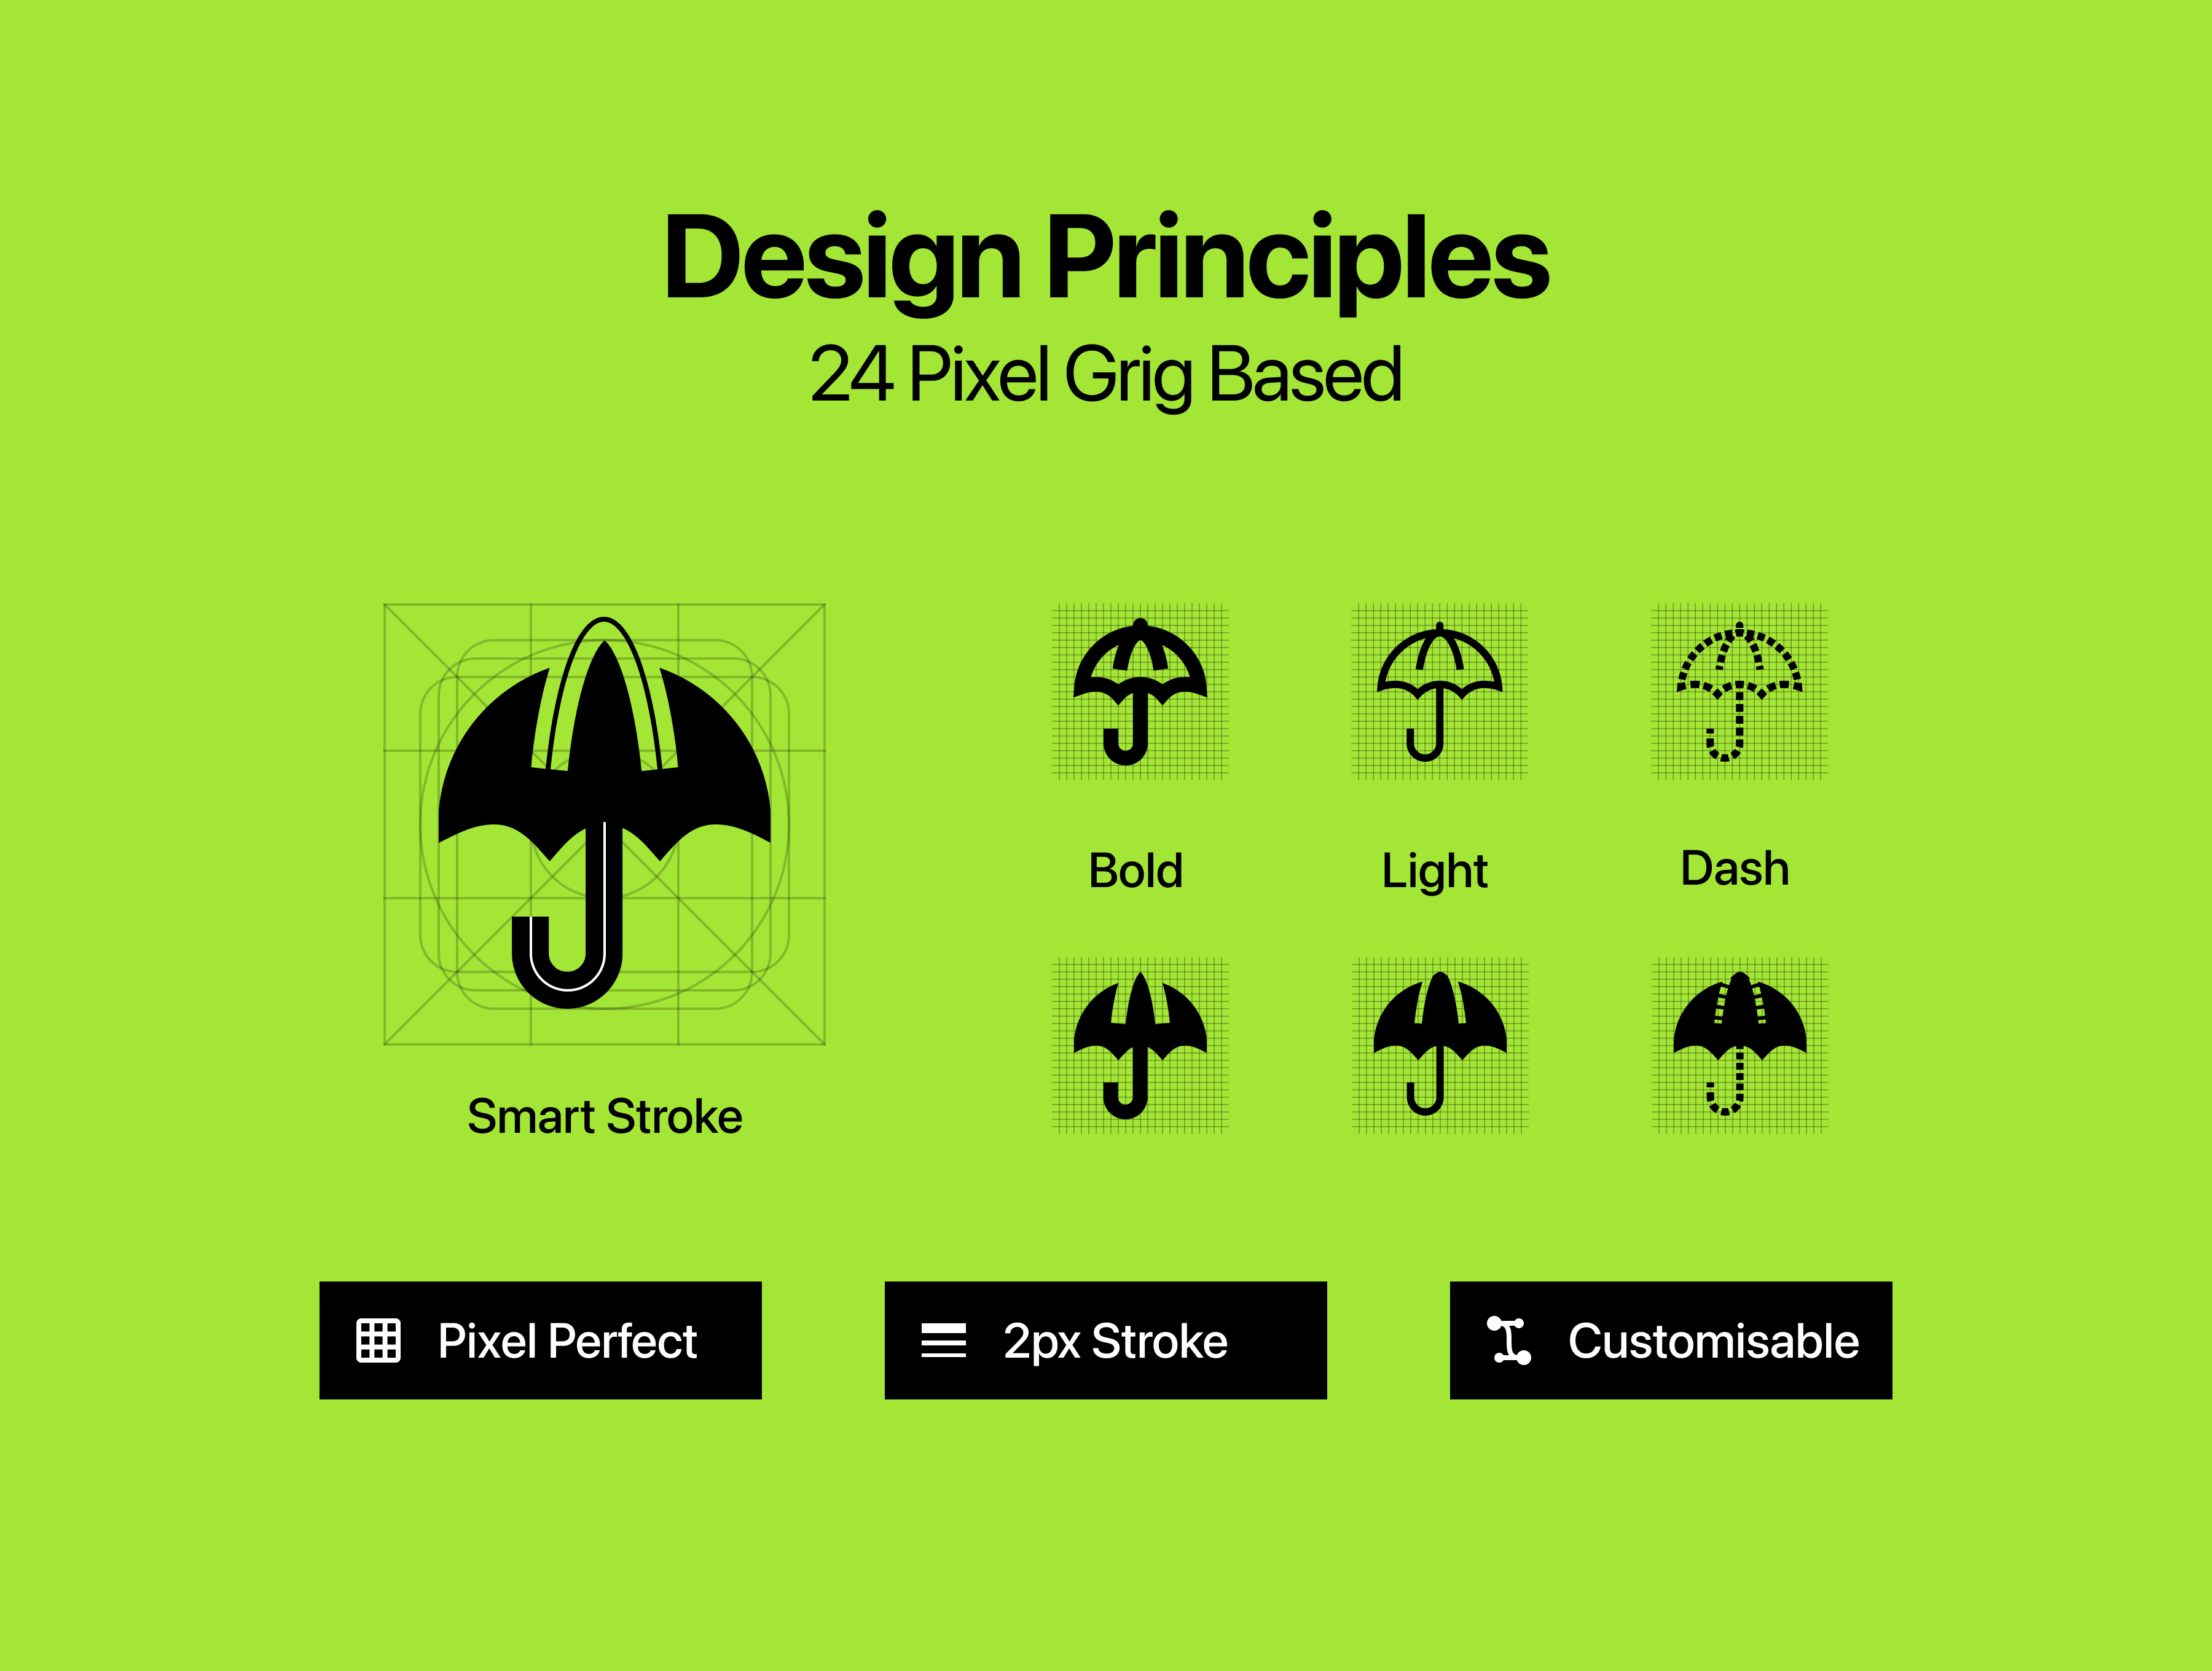 Design Principles
24 Pixel Grig Based
Bold
Light
Dash
Smart Stroke
Pixel Perfect
2px Stroke
Customisable